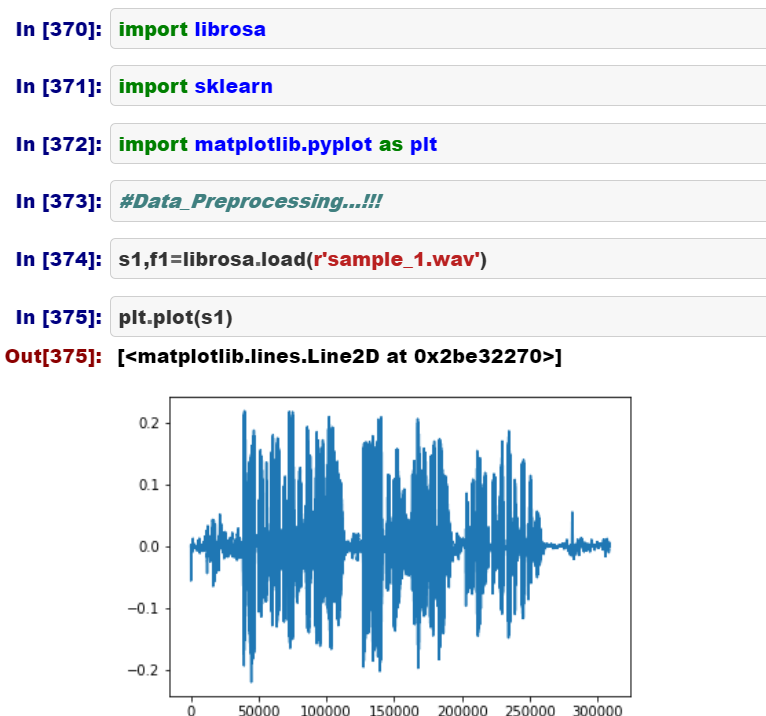 In [370]: import librosa
In [371]: import sklearn
In [372]: import matplotlib.pyplot as plt
In [373]: #Data_Preprocessing...!!!
In [374]: s1,f1=librosa.load(r'sample_1.wav')
In [375]: plt.plot(s1)
Out[375]: [<matplotlib.lines.Line2D at 0x2be32270>]
0.2
0.1
0.0
−0.1
−0.2
0 50000 100000 150000 200000 250000 300000